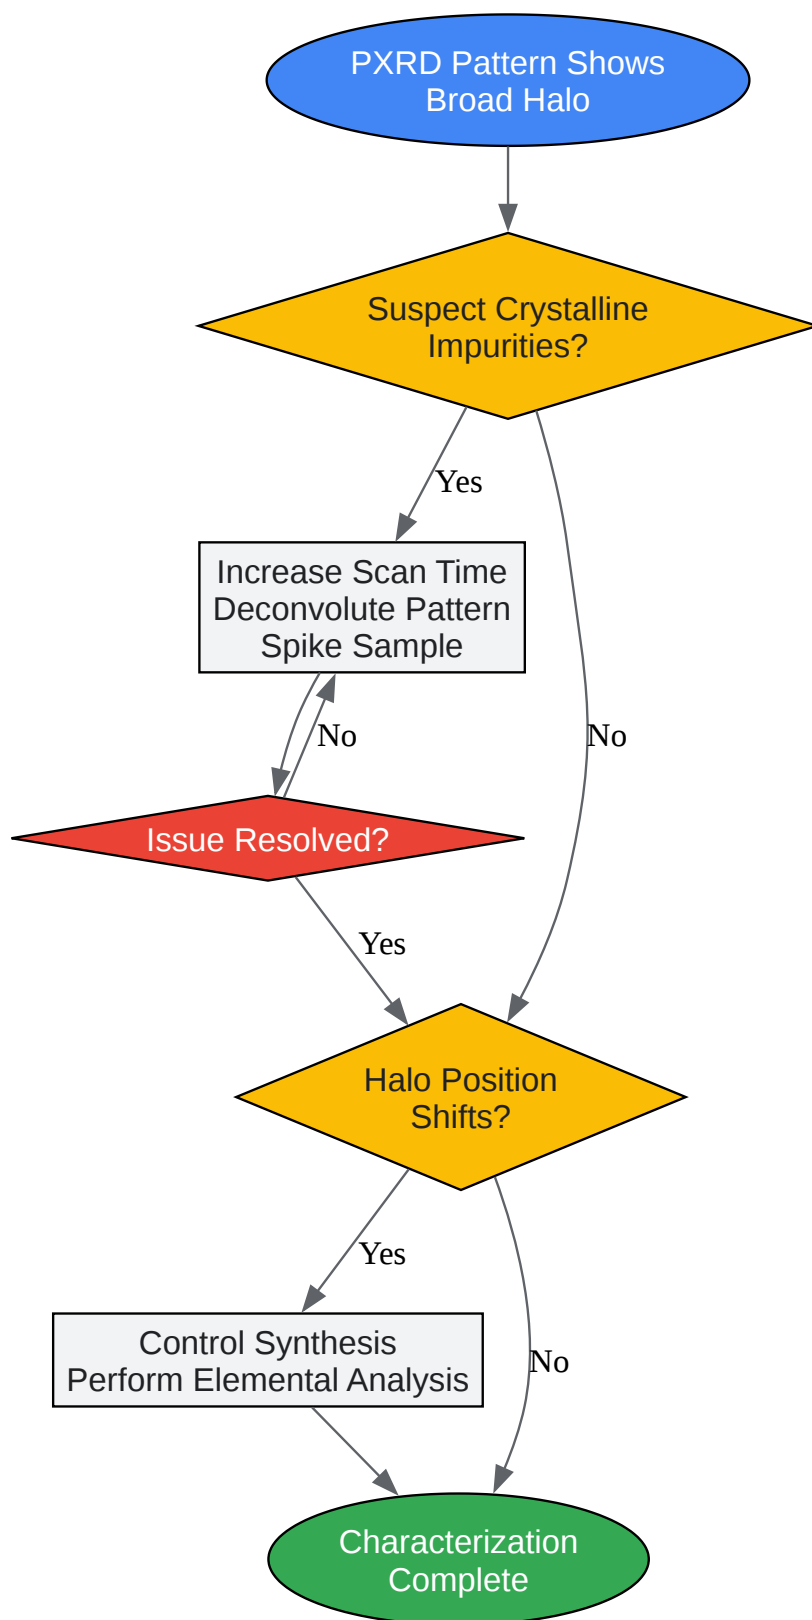 PXRD Pattern Shows
Broad Halo
Suspect Crystalline
Impurities?
Yes
Increase Scan Time
Deconvolute Pattern
Spike Sample
No
No
Issue Resolved?
Yes
Halo Position
Shifts?
Yes
Control Synthesis
Perform Elemental Analysis
No
Characterization
Complete